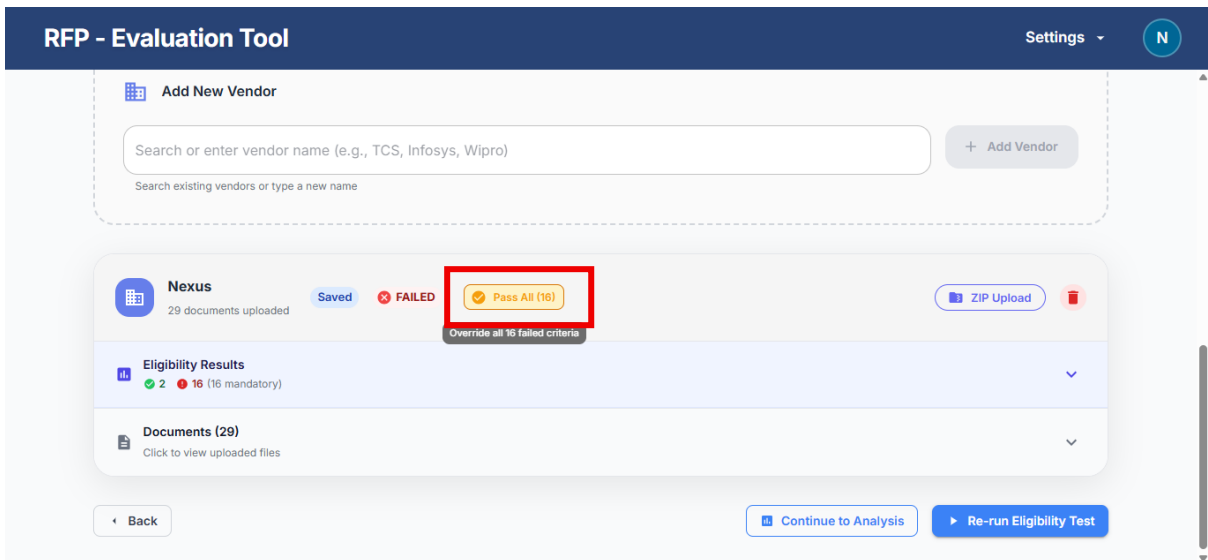 RFP - Evaluation Tool
Settings
N
Add New Vendor
Search or enter vendor name (e.g., TCS, Infosys, Wipro)
+ Add Vendor
Search existing vendors or type a new name
Nexus
29 documents uploaded
Saved
FAILED
Pass All (16)
ZIP Upload
Override all 16 failed criteria
Eligibility Results
2 16 (16 mandatory)
Documents (29)
Click to view uploaded files
Back
Continue to Analysis
Re-run Eligibility Test